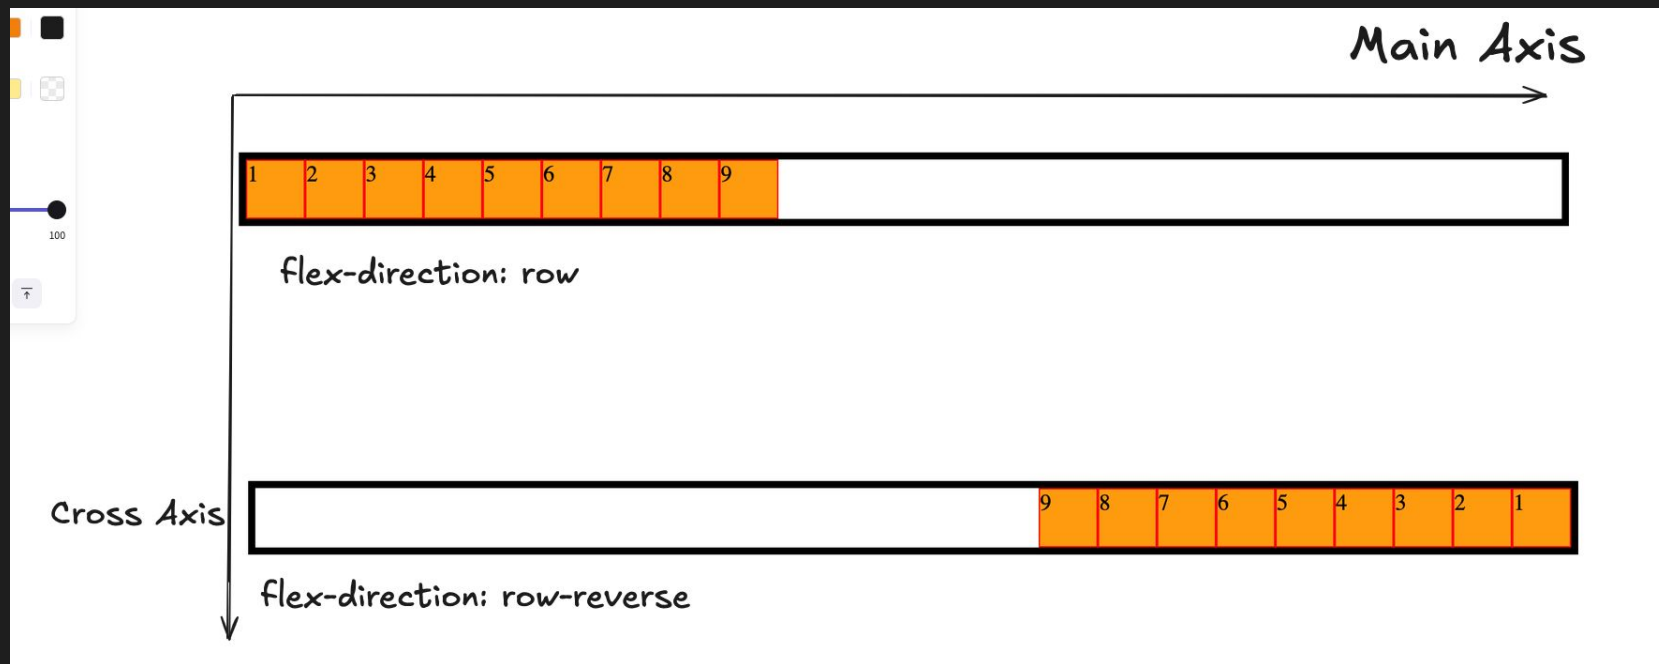 Main Axis
1 2 3 4 5 6 7 8 9
flex-direction: row
100
Cross Axis
9 8 7 6 5 4 3 2 1
flex-direction: row-reverse